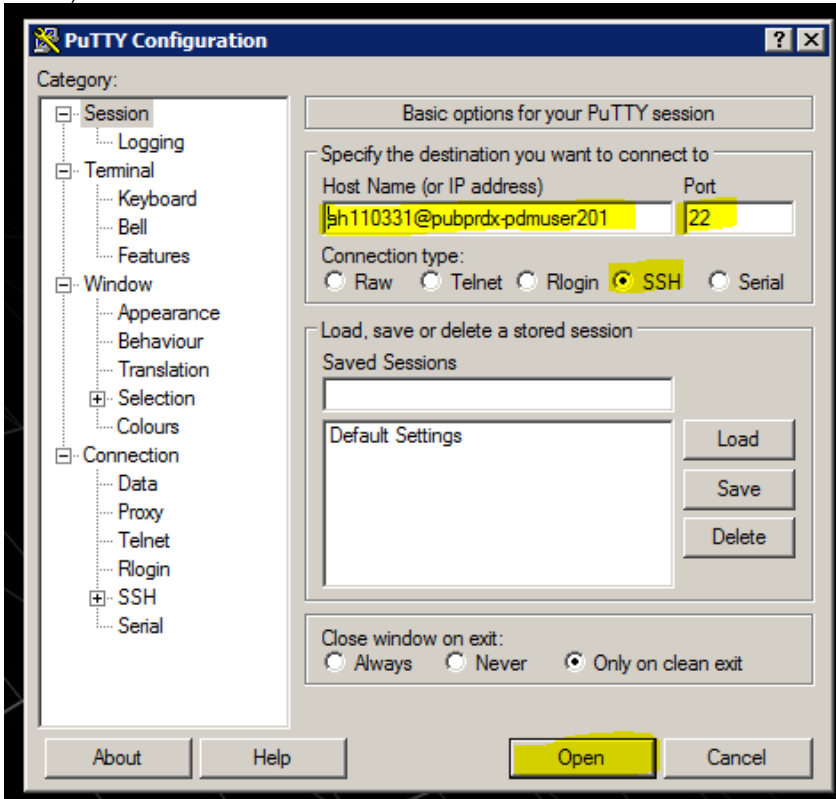 PuTTY Configuration
Category:
Session
Logging
Terminal
Keyboard
Bell
Features
Window
Appearance
Behaviour
Translation
Selection
Colours
Connection
Data
Proxy
Telnet
Rlogin
SSH
Serial
Basic options for your PuTTY session
Specify the destination you want to connect to
Host Name (or IP address) Port
sh110331@pubprdx-pdmuser201 22
Connection type:
Raw Telnet Rlogin SSH Serial
Load, save or delete a stored session
Saved Sessions
Default Settings
Load
Save
Delete
Close window on exit:
Always Never Only on clean exit
About Help Open Cancel